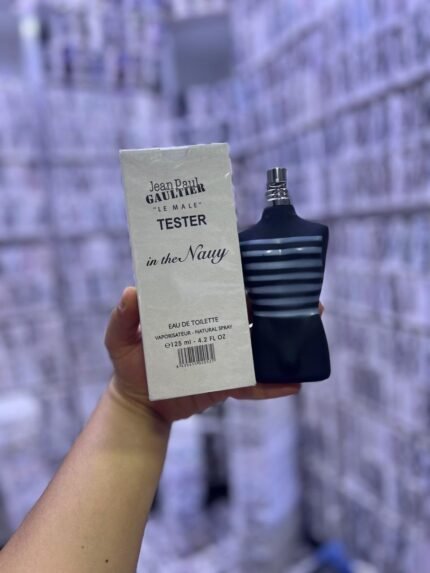 Jean Paul
GAULTIER
"LE MALE"
TESTER
in the Navy
EAU DE TOILETTE
VAPORISATEUR - NATURAL SPRAY
℮125 ml - 4.2 FL OZ